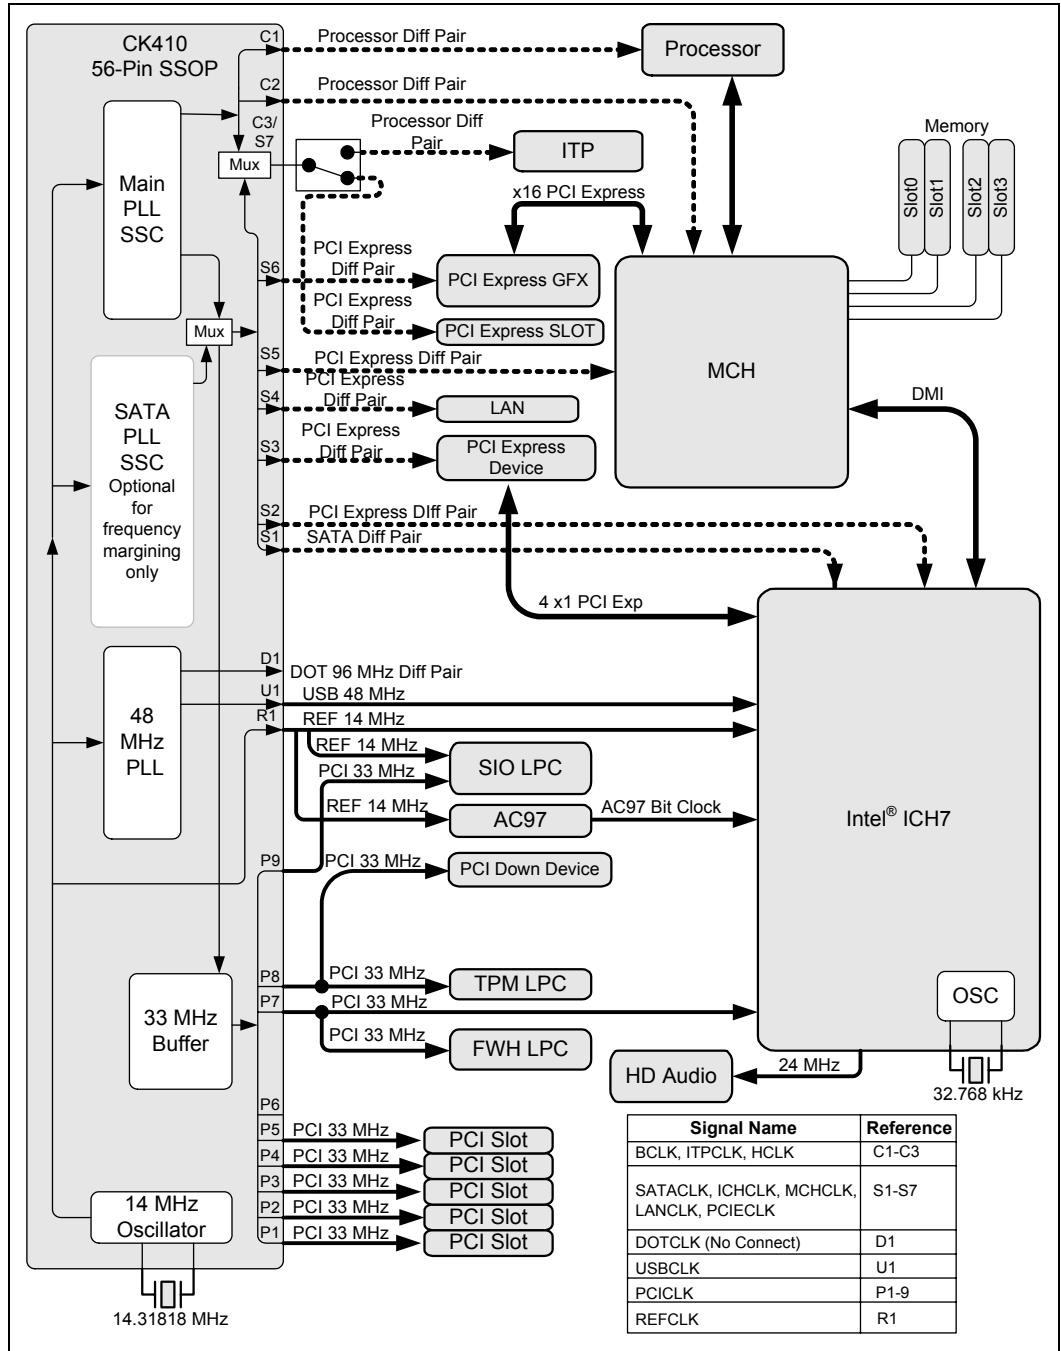 CK410
56-Pin SSOP
C1
Processor Diff Pair
Processor
C2
Processor Diff Pair
C3/
S7
Mux
Processor Diff
Pair
ITP
Memory
Slot0
Slot1
Slot2
Slot3
Main
PLL
SSC
x16 PCI Express
S6
PCI Express
Diff Pair
PCI Express GFX
PCI Express
Diff Pair
PCI Express SLOT
Mux
S5
PCI Express Diff Pair
MCH
S4
PCI Express
Diff Pair
LAN
DMI
S3
PCI Express
Diff Pair
PCI Express
Device
SATA
PLL
SSC
Optional
for
frequency
margining
only
S2
PCI Express DIff Pair
S1
SATA Diff Pair
4 x1 PCI Exp
D1
DOT 96 MHz Diff Pair
U1
USB 48 MHz
R1
REF 14 MHz
48
MHz
PLL
REF 14 MHz
PCI 33 MHz
SIO LPC
REF 14 MHz
AC97
AC97 Bit Clock
Intel® ICH7
P9
PCI 33 MHz
PCI Down Device
P8
PCI 33 MHz
TPM LPC
P7
PCI 33 MHz
PCI 33 MHz
FWH LPC
33 MHz
Buffer
OSC
32.768 kHz
HD Audio
24 MHz
P6
P5
PCI 33 MHz
PCI Slot
P4
PCI 33 MHz
PCI Slot
P3
PCI 33 MHz
PCI Slot
P2
PCI 33 MHz
PCI Slot
P1
PCI 33 MHz
PCI Slot
14 MHz
Oscillator
14.31818 MHz
Signal Name Reference
BCLK, ITPCLK, HCLK C1-C3
SATACLK, ICHCLK, MCHCLK, S1-S7
LANCLK, PCIECLK
DOTCLK (No Connect) D1
USBCLK U1
PCICLK P1-9
REFCLK R1